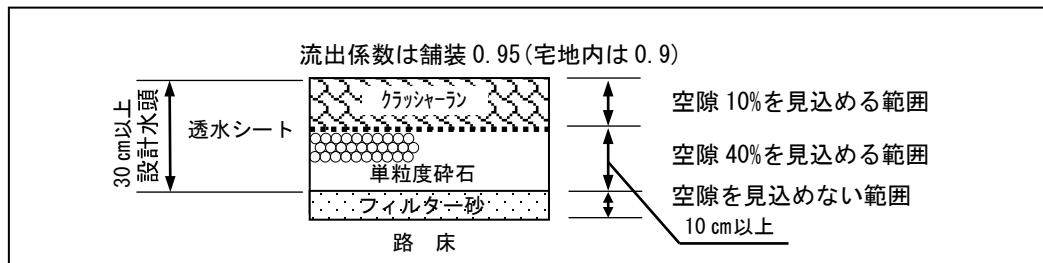 流出係数は舗装 0.95(宅地内は 0.9)
30 cm以上
設計水頭
透水シート
クラッシャーラン
単粒度砕石
フィルター砂
路 床
空隙 10%を見込める範囲
空隙 40%を見込める範囲
空隙を見込めない範囲
10 cm以上